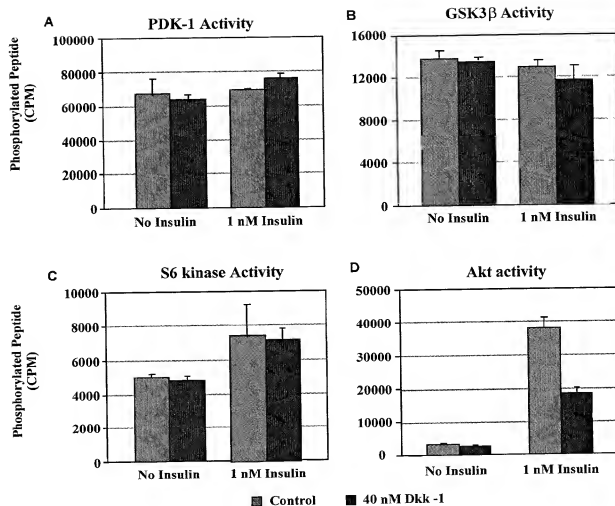 A
PDK-1 Activity
Phosphorylated Peptide
(CPM)
100000
80000
60000
40000
20000
0
No Insulin
1 nM Insulin
B
GSK3β Activity
16000
12000
8000
4000
0
No Insulin
1 nM Insulin
C
S6 kinase Activity
Phosphorylated Peptide
(CPM)
10000
8000
6000
4000
2000
0
No Insulin
1 nM Insulin
D
Akt activity
50000
40000
30000
20000
10000
0
No Insulin
1 nM Insulin
Control
40 nM Dkk -1